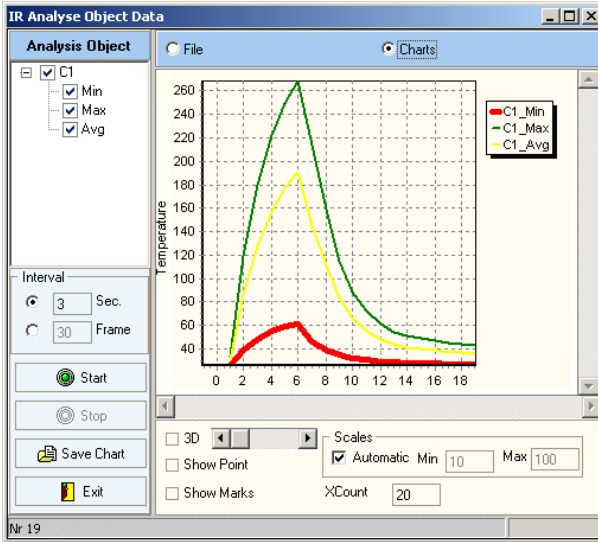 IR Analyse Object Data
Analysis Object
File
Charts
C1
Min
Max
Avg
Interval
3 Sec.
30 Frame
Start
Stop
Save Chart
Exit
Temperature
260
240
220
200
180
160
140
120
100
80
60
40
0 2 4 6 8 10 12 14 16 18
C1_Min
C1_Max
C1_Avg
3D
Show Point
Show Marks
Scales
Automatic Min 10 Max 100
XCount 20
Nr 19